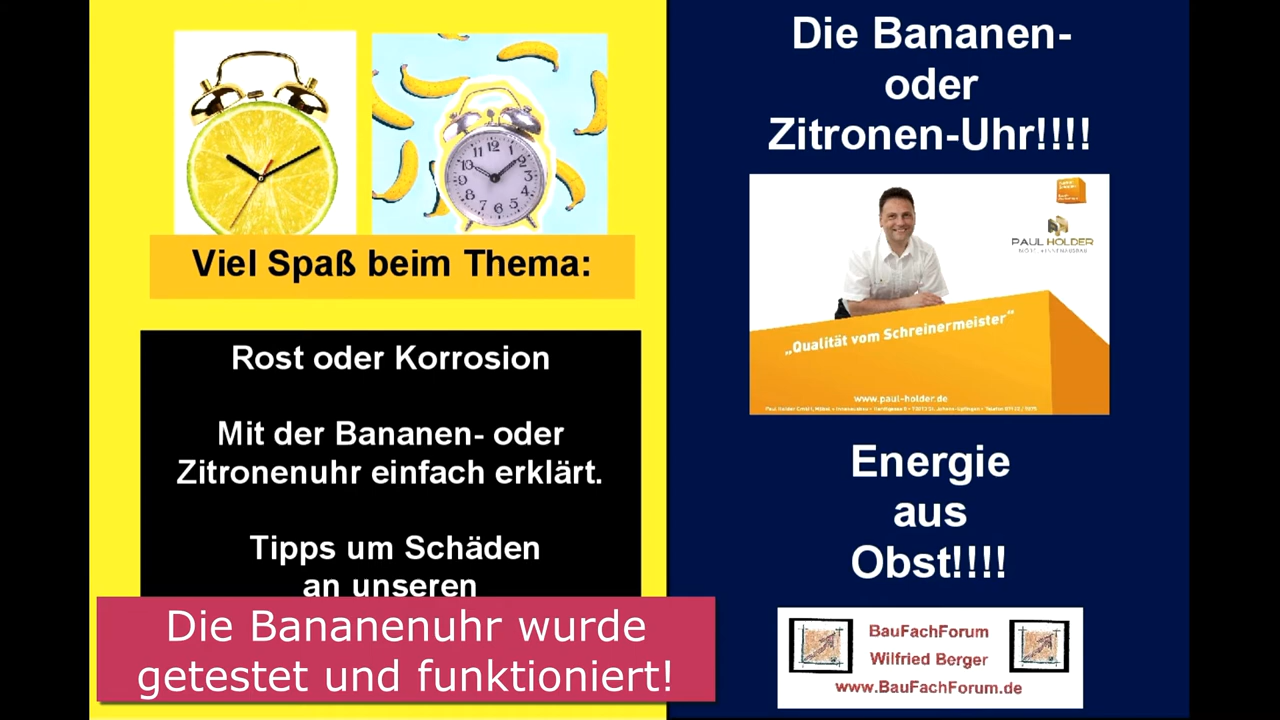 Viel Spaß beim Thema:
Rost oder Korrosion
Mit der Bananen- oder
Zitronenuhr einfach erklärt.
Tipps um Schäden
an unseren
Die Bananenuhr wurde
getestet und funktioniert!
Die Bananen-
oder
Zitronen-Uhr!!!!
PAUL HOLDER
„Qualität vom Schreinermeister“
www.paul-holder.de
Energie
aus
Obst!!!!
BauFachForum
Wilfried Berger
www.BauFachForum.de